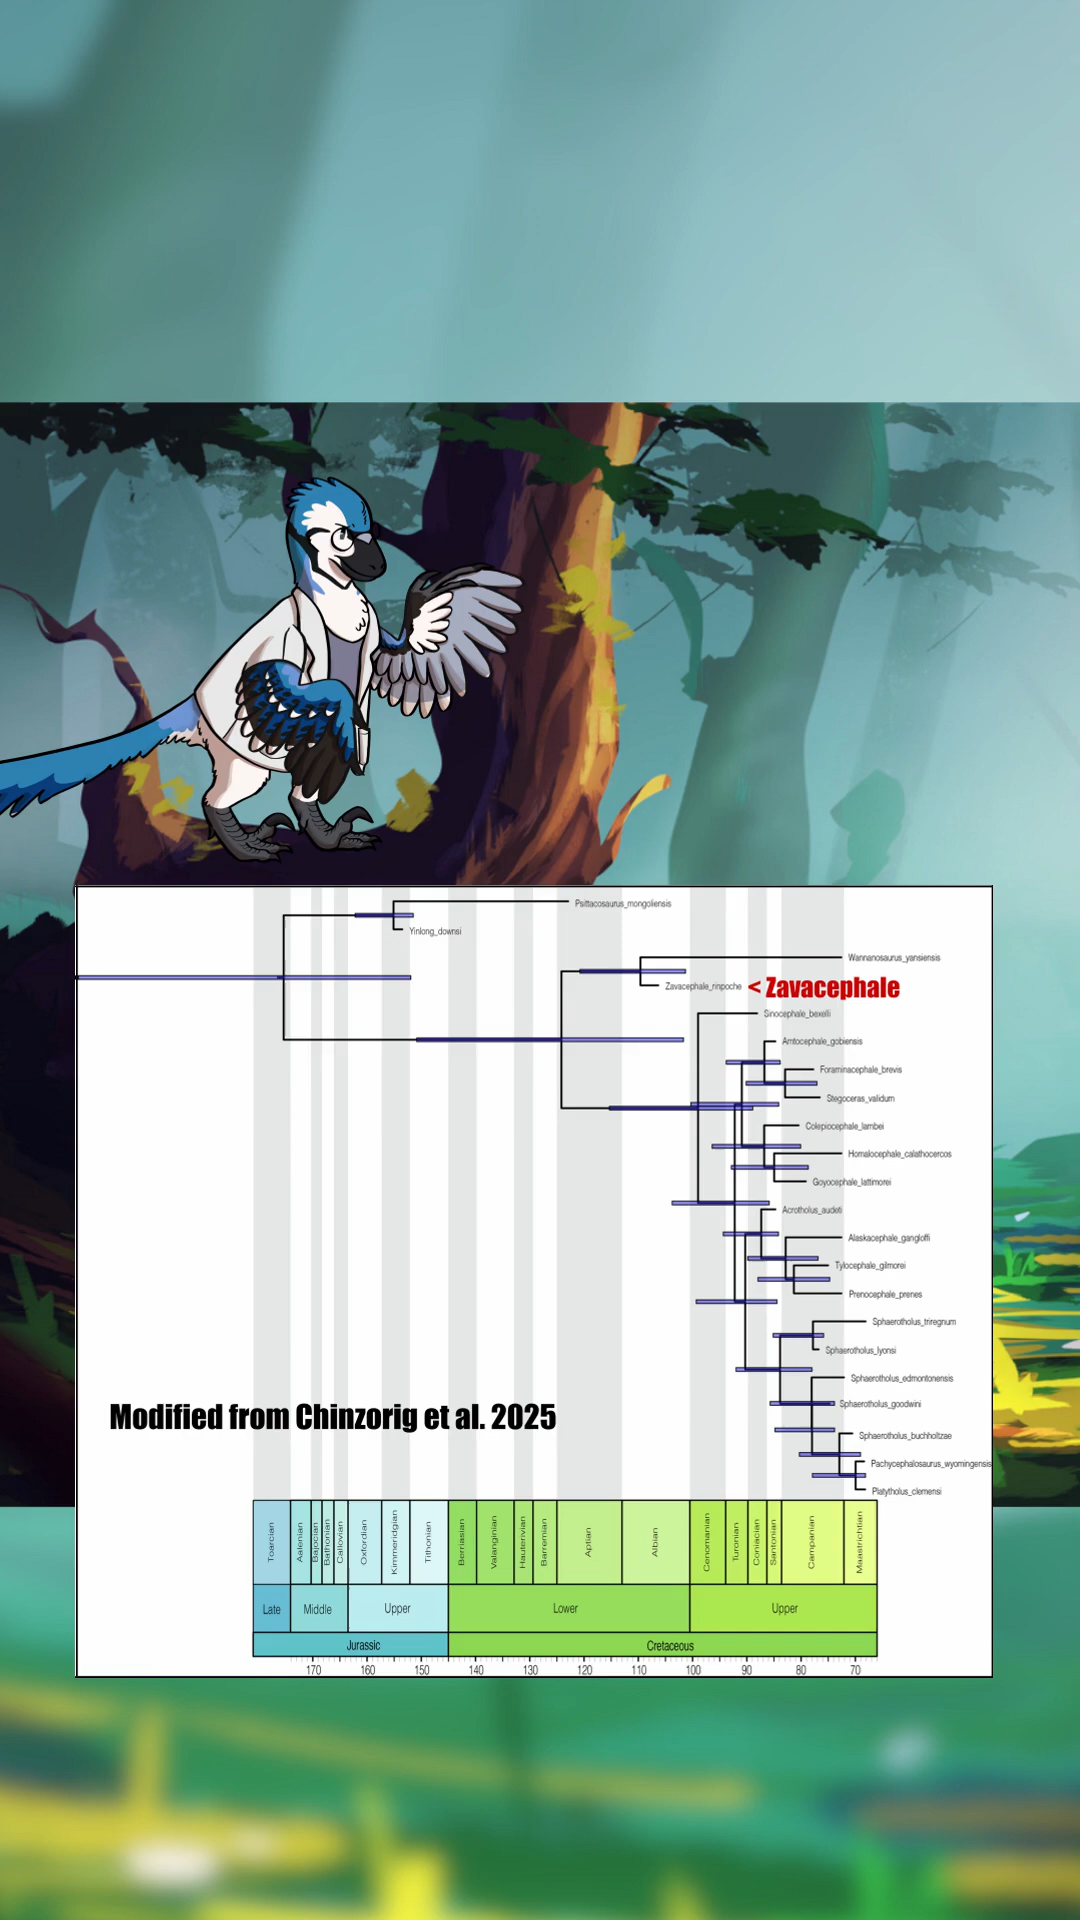 Psittacosaurus_mongoliensis
Yinlong_downsi
Wannanosaurus_yansiensis
Zavacephale_rinpoche < Zavacephale
Sinocephale_bexelli
Amtocephale_gobiensis
Foraminacephale_brevis
Stegoceras_validum
Colepiocephale_lambei
Homalocephale_calathocercos
Goyocephale_lattimorei
Acrotholus_audeti
Alaskacephale_gangloffi
Tylocephale_gilmorei
Prenocephale_prenes
Sphaerotholus_triregnum
Sphaerotholus_lyonsi
Sphaerotholus_edmontonensis
Sphaerotholus_goodwini
Modified from Chinzorig et al. 2025
Sphaerotholus_buchholtzae
Pachycephalosaurus_wyomingensis
Platytholus_clemensi
Toarcian Aalenian Bajocian Bathonian Callovian Oxfordian Kimmeridgian Tithonian Berriasian Valanginian Hauterivian Barremian Aptian Albian Cenomanian Turonian Coniacian Santonian Campanian Maastrichtian
Late Middle Upper Lower Upper
Jurassic Cretaceous
170 160 150 140 130 120 110 100 90 80 70